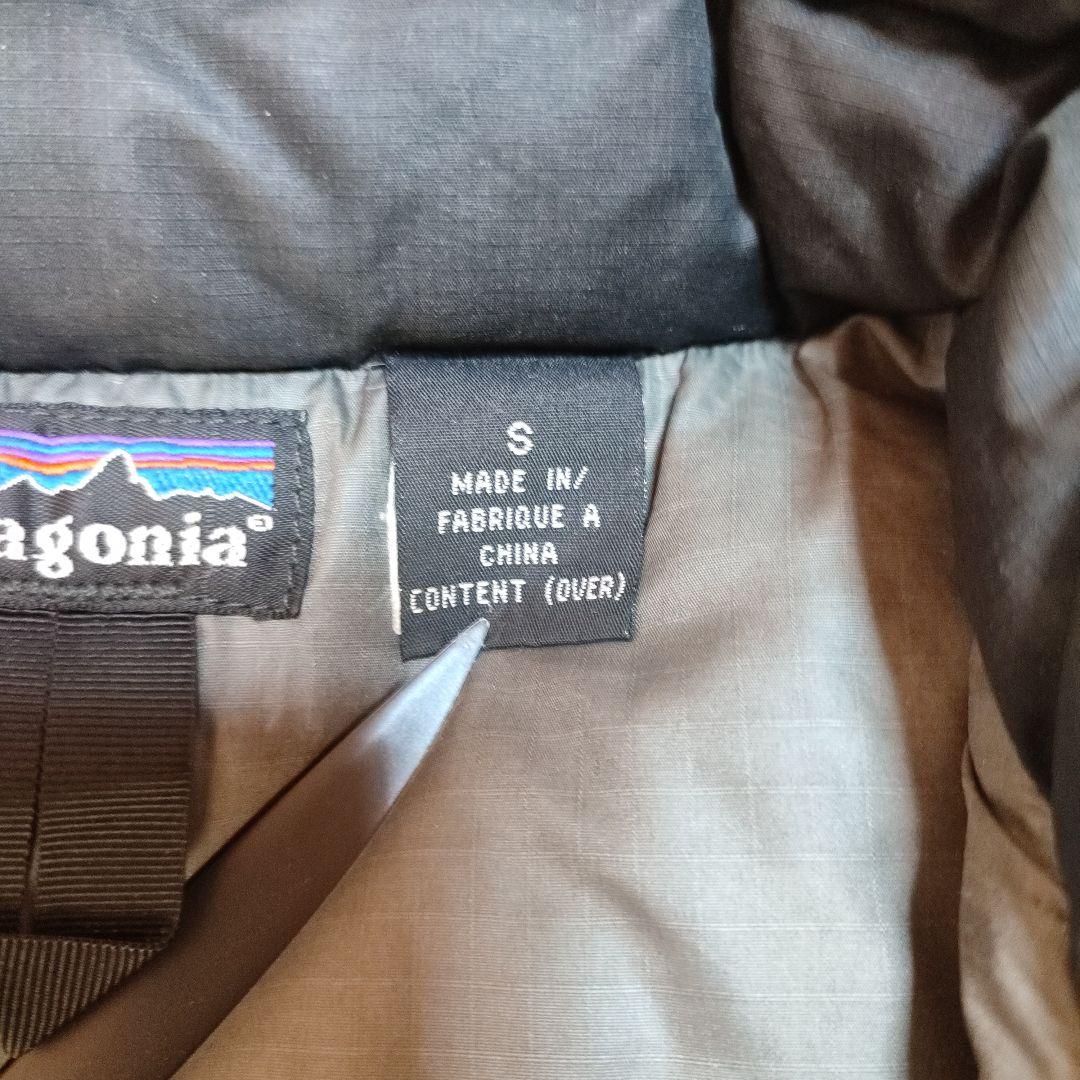 agonia®
S
MADE IN/
FABRIQUE A
CHINA
CONTENT (OVER)